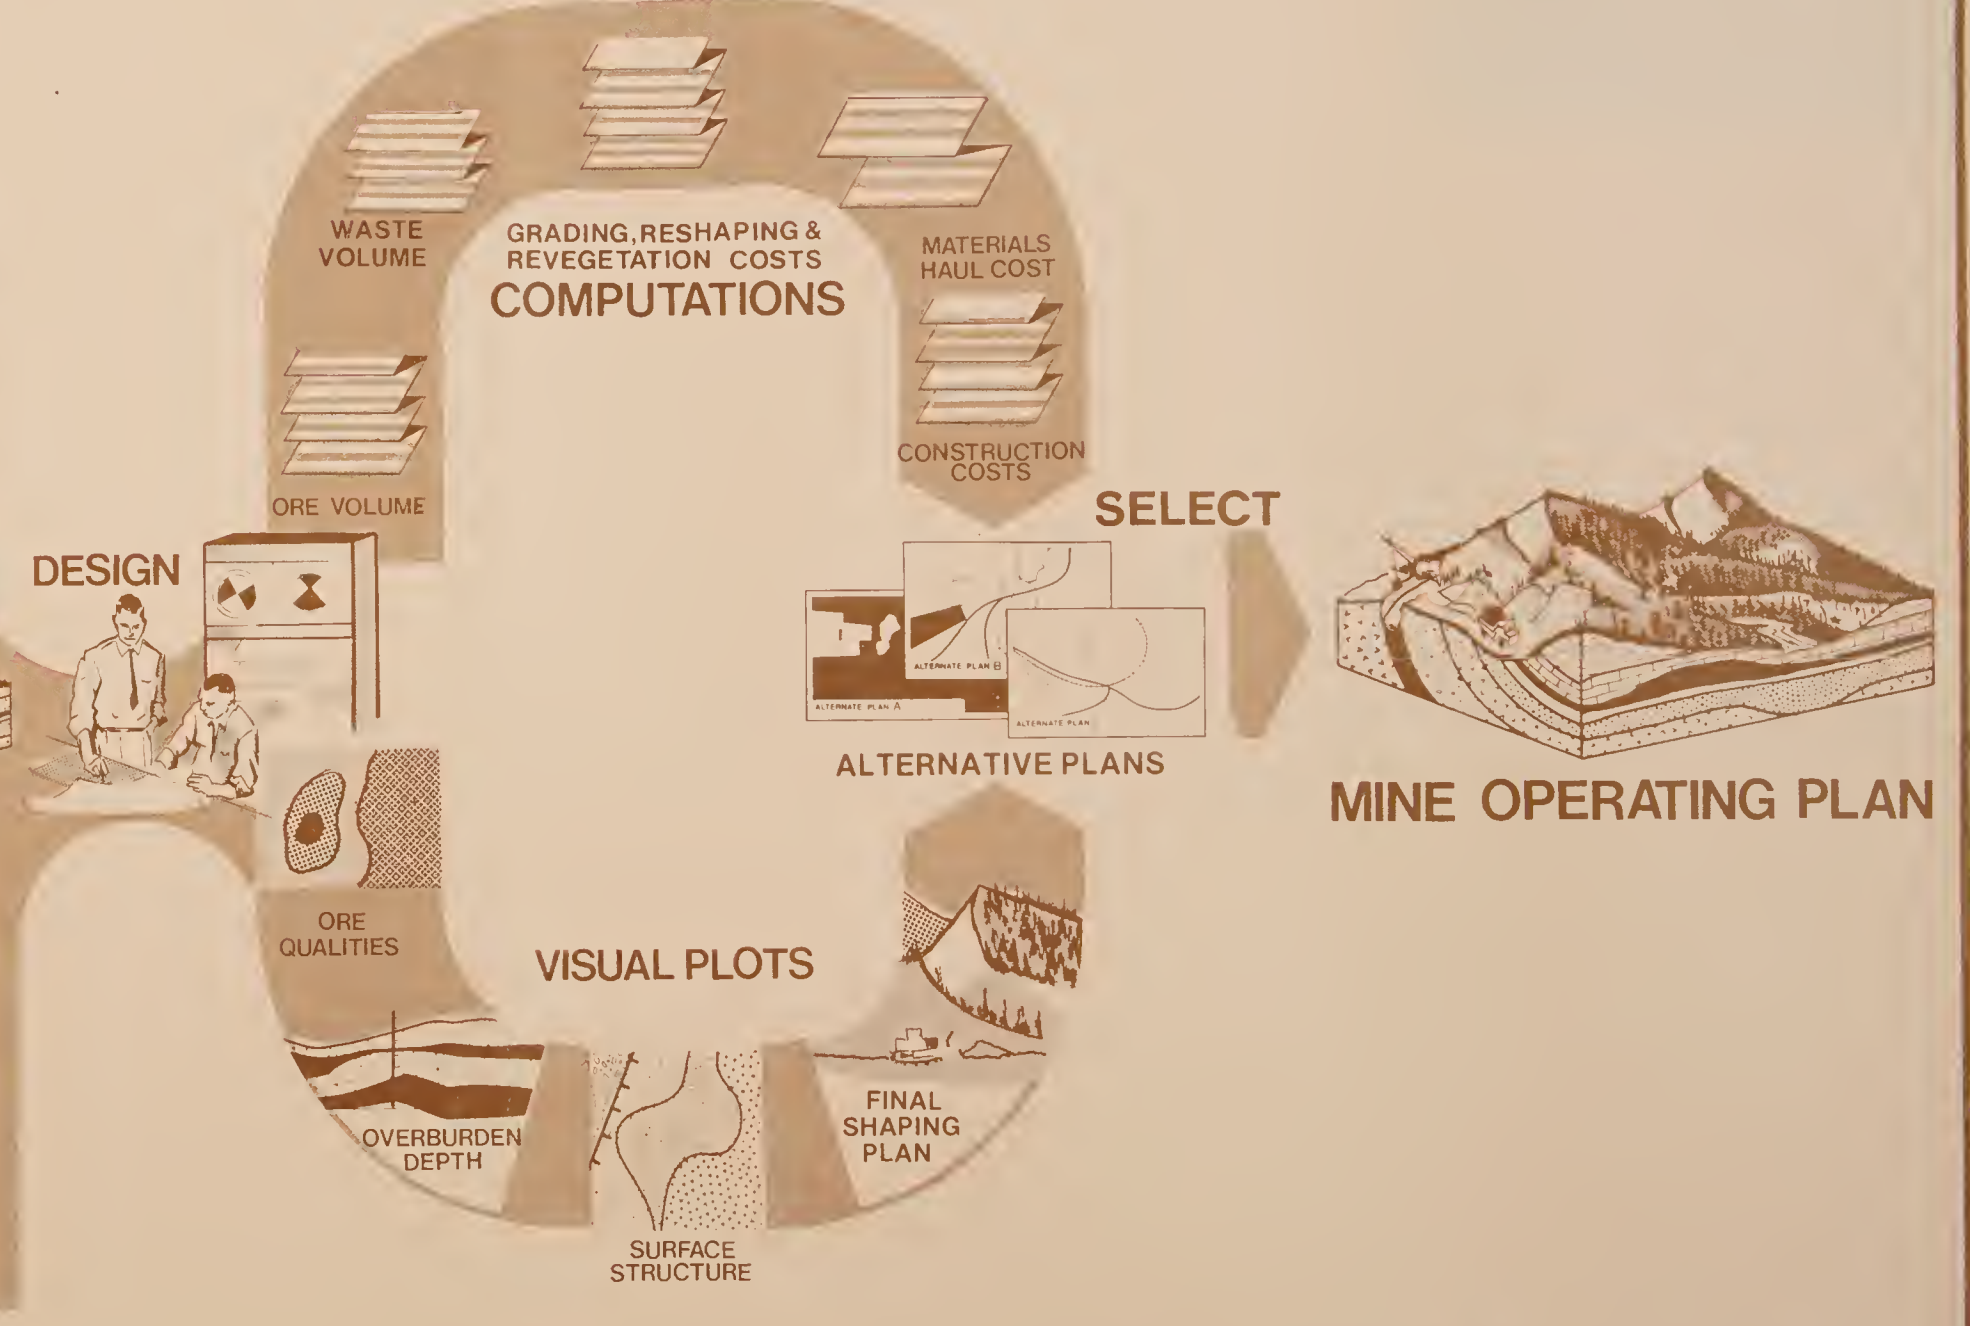 WASTE
VOLUME
GRADING, RESHAPING &
REVEGETATION COSTS
COMPUTATIONS
MATERIALS
HAUL COST
CONSTRUCTION
COSTS
ORE VOLUME
DESIGN
SELECT
ALTERNATE PLAN B
ALTERNATE PLAN A
ALTERNATE PLAN
ALTERNATIVE PLANS
MINE OPERATING PLAN
ORE
QUALITIES
VISUAL PLOTS
OVERBURDEN
DEPTH
FINAL
SHAPING
PLAN
SURFACE
STRUCTURE